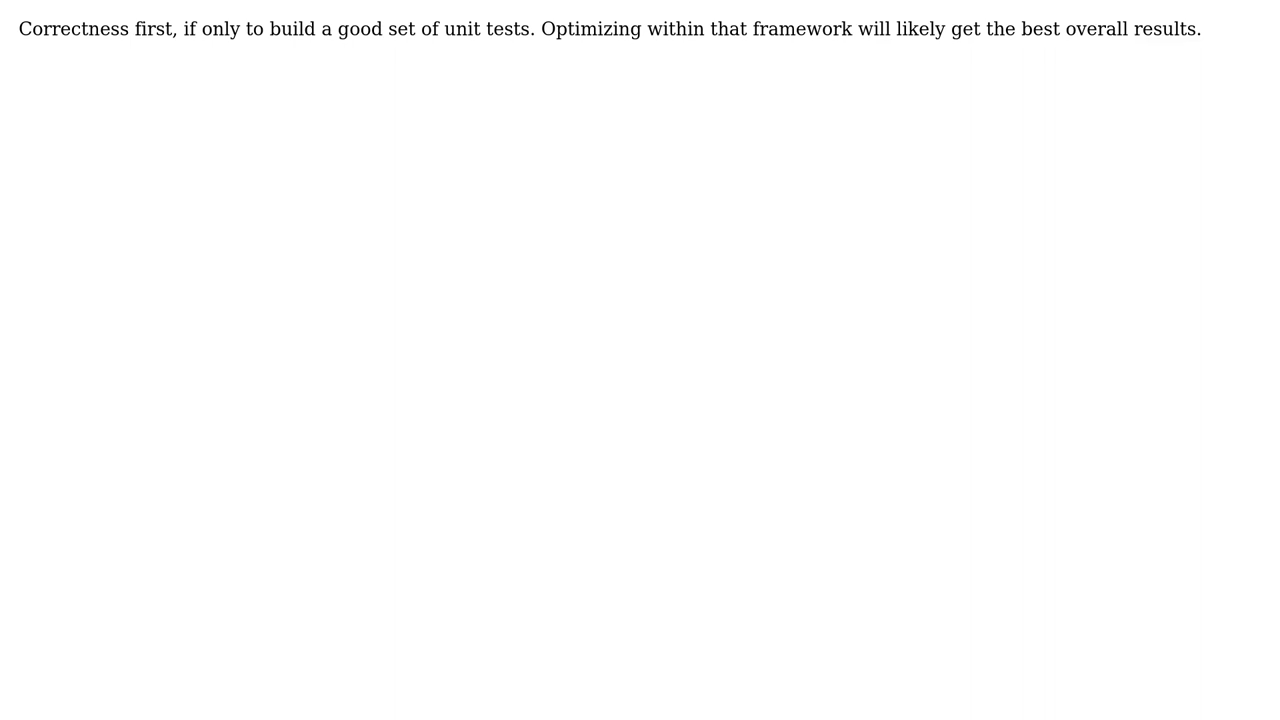 Correctness first, if only to build a good set of unit tests. Optimizing within that framework will likely get the best overall results.